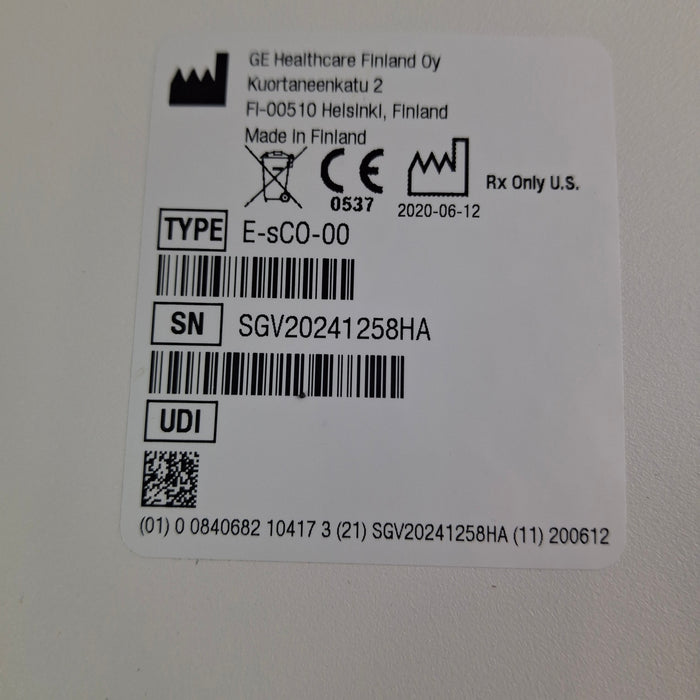 GE Healthcare Finland Oy
Kuortaneenkatu 2
FI-00510 Helsinki, Finland
Made in Finland
CE
0537
2020-06-12
Rx Only U.S.
TYPE E-sCO-00
SN SGV20241258HA
UDI
(01) 0 0840682 10417 3 (21) SGV20241258HA (11) 200612